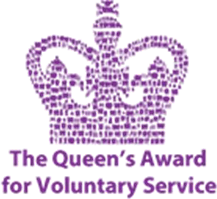 The Queen's Award
for Voluntary Service